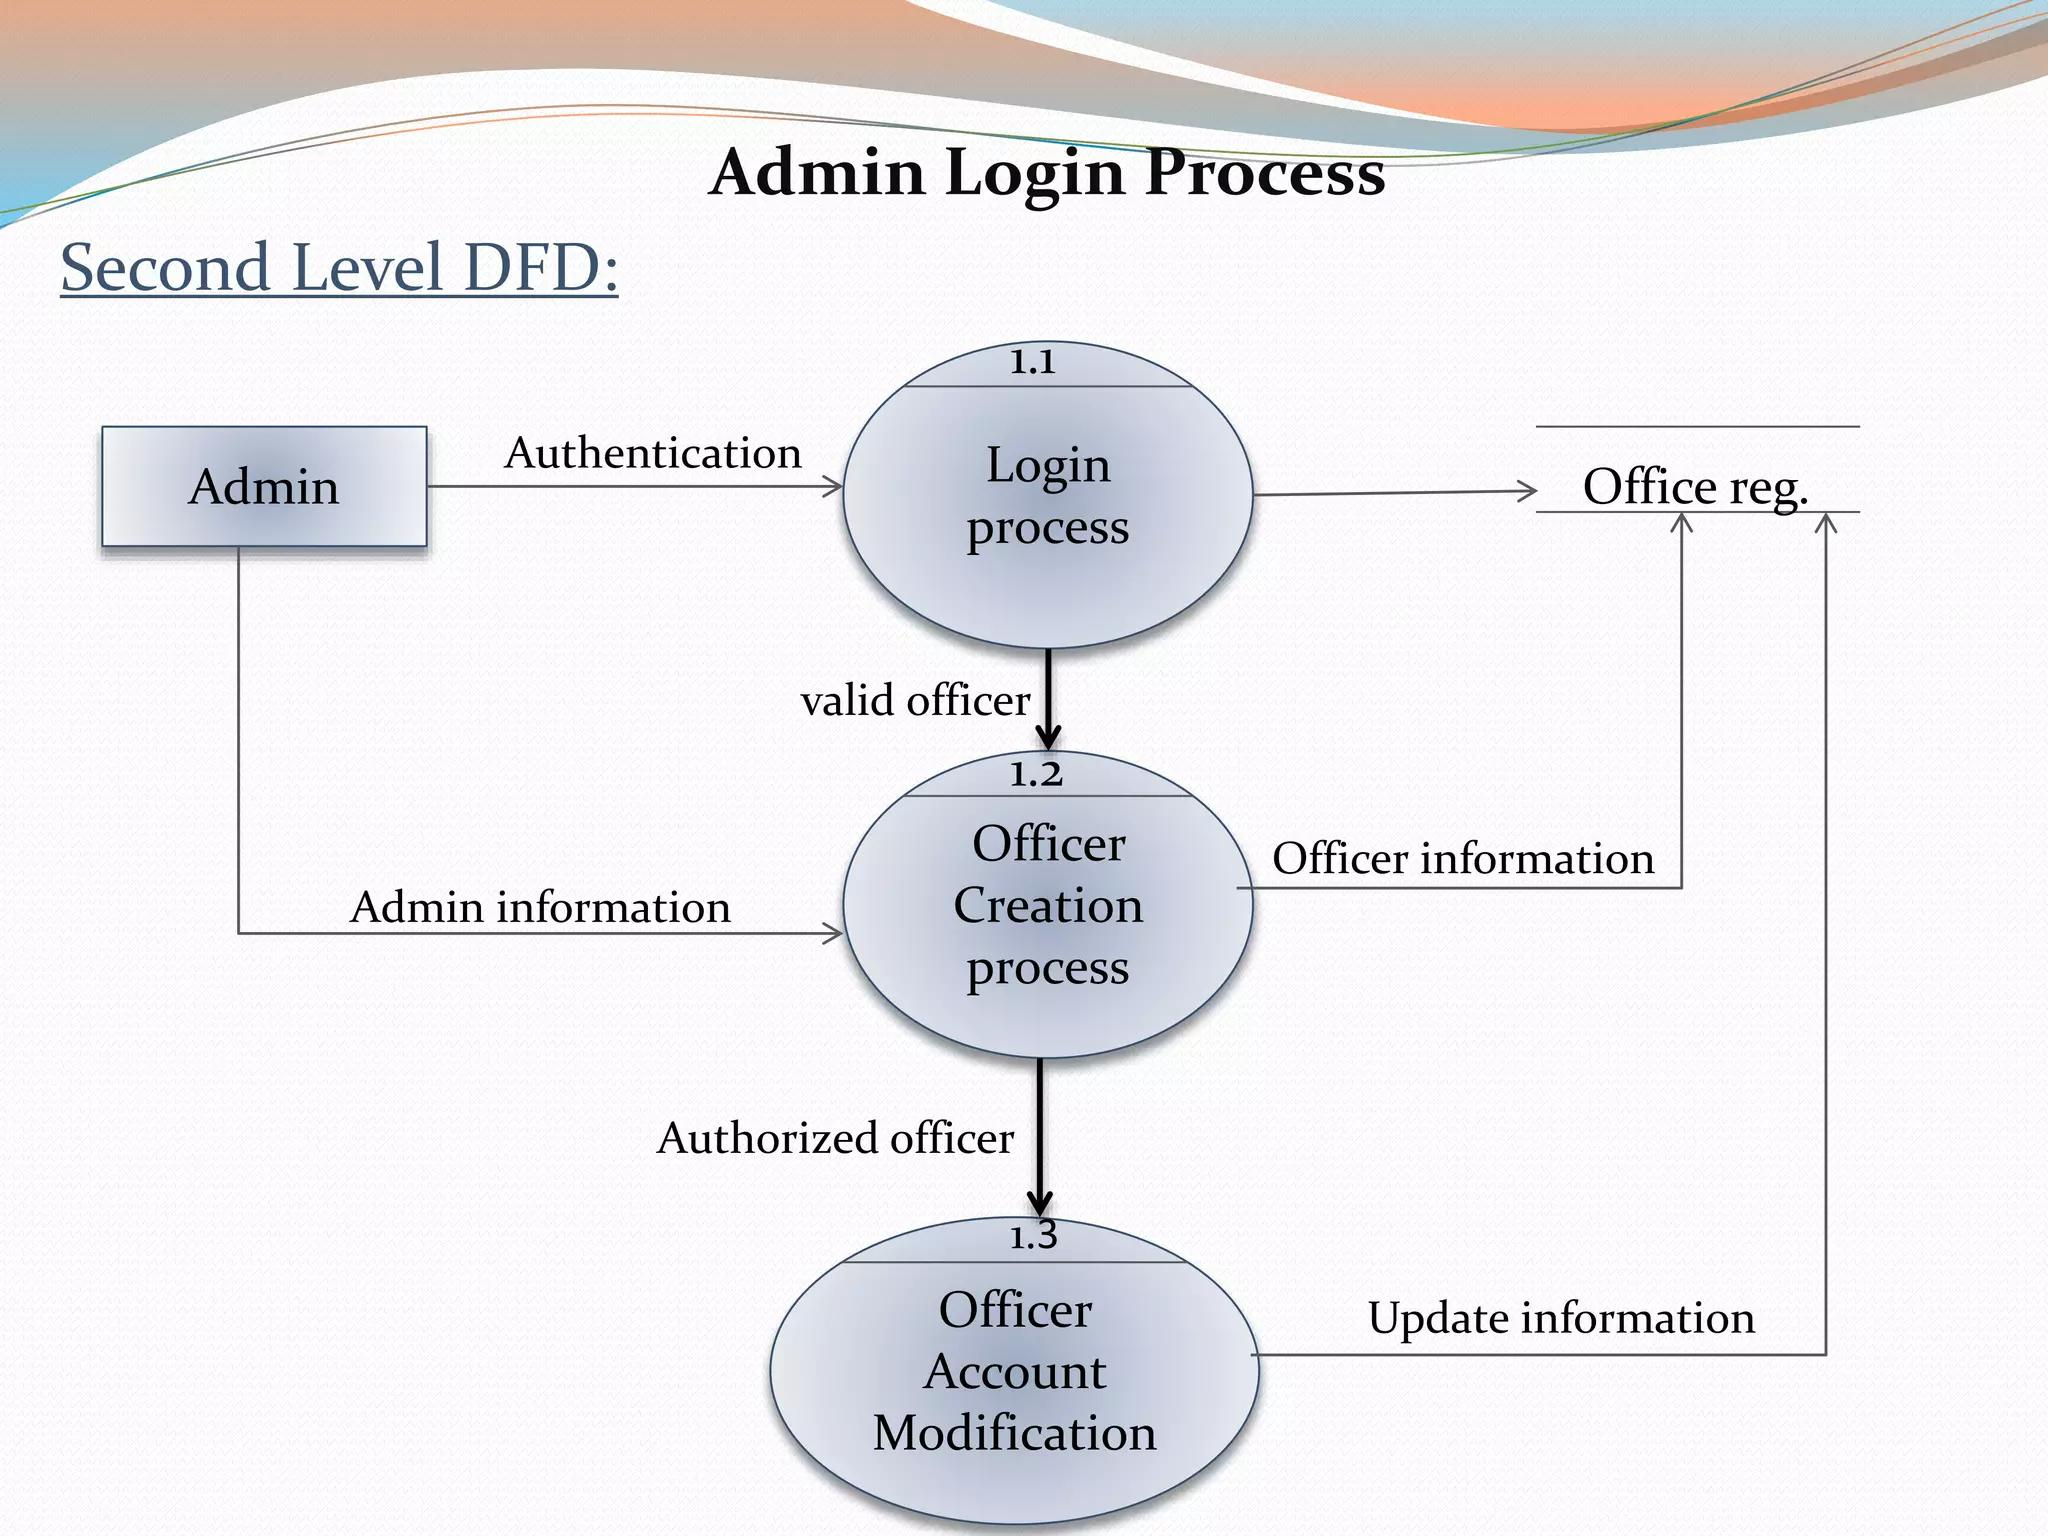 Admin Login Process
Second Level DFD:
1.1
Admin
Authentication
Login
process
Office reg.
valid officer
1.2
Officer
Creation
process
Officer information
Admin information
Authorized officer
1.3
Officer
Account
Modification
Update information